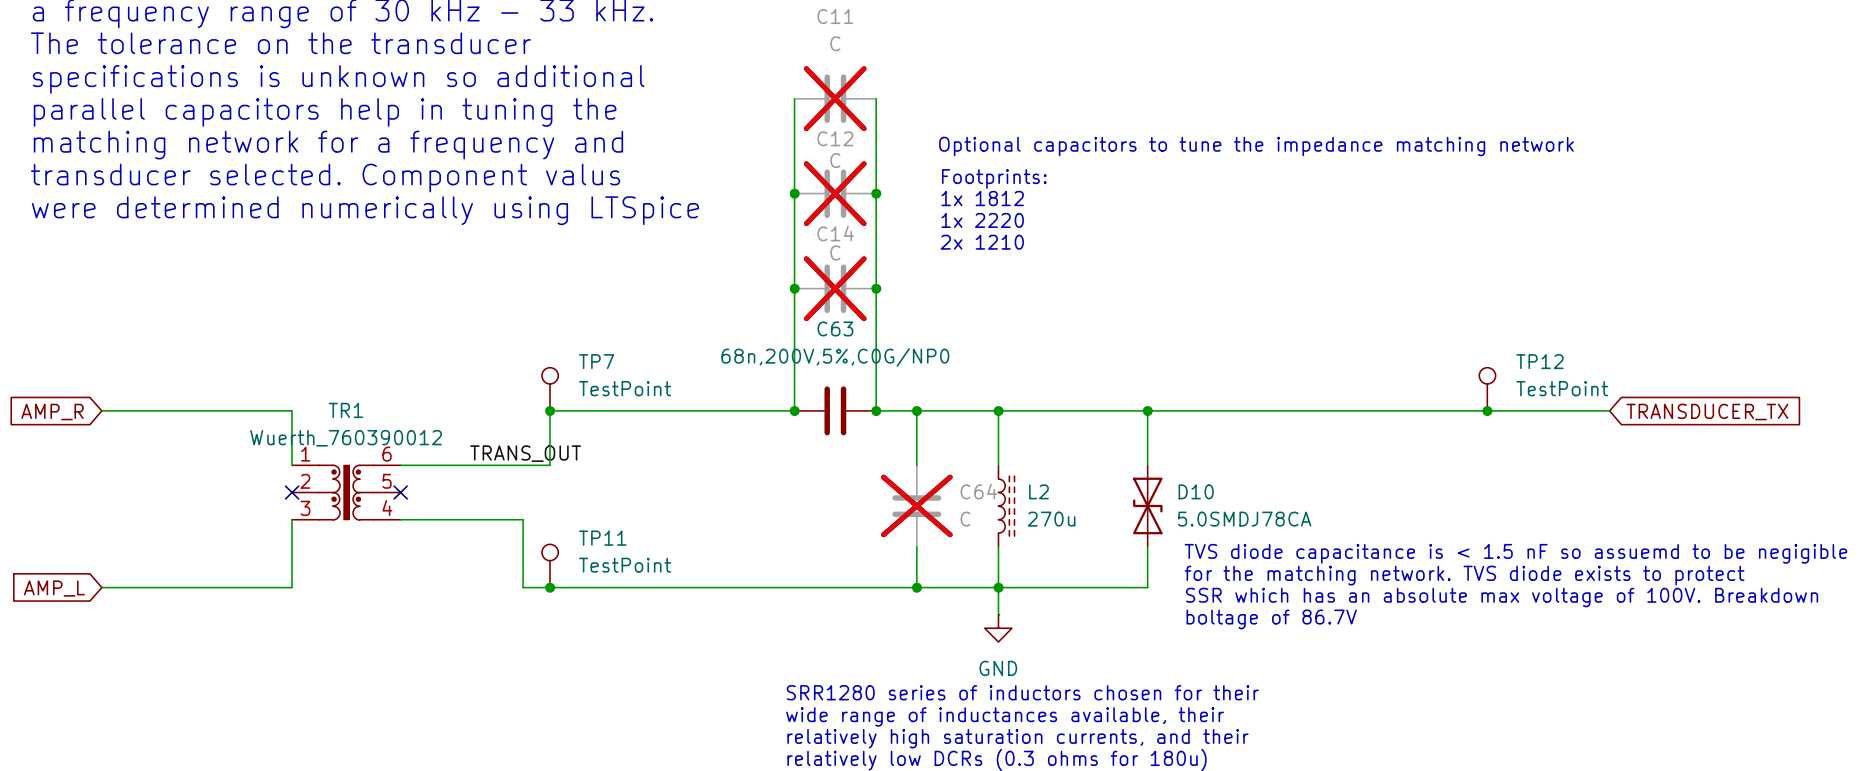 a frequency range of 30 kHz – 33 kHz.
The tolerance on the transducer
specifications is unknown so additional
parallel capacitors help in tuning the
matching network for a frequency and
transducer selected. Component valus
were determined numerically using LTSpice
C11
C
C12
C
C14
C
C63
68n,200V,5%,C0G/NP0
Optional capacitors to tune the impedance matching network
Footprints:
1x 1812
1x 2220
2x 1210
TP7
TestPoint
TP12
TestPoint
AMP_R
TR1
Wuerth_760390012
TRANS_OUT
TRANSDUCER_TX
1
2
3
6
5
4
AMP_L
TP11
TestPoint
C64
C
L2
270u
D10
5.0SMDJ78CA
TVS diode capacitance is < 1.5 nF so assuemd to be negigible
for the matching network. TVS diode exists to protect
SSR which has an absolute max voltage of 100V. Breakdown
boltage of 86.7V
GND
SRR1280 series of inductors chosen for their
wide range of inductances available, their
relatively high saturation currents, and their
relatively low DCRs (0.3 ohms for 180u)